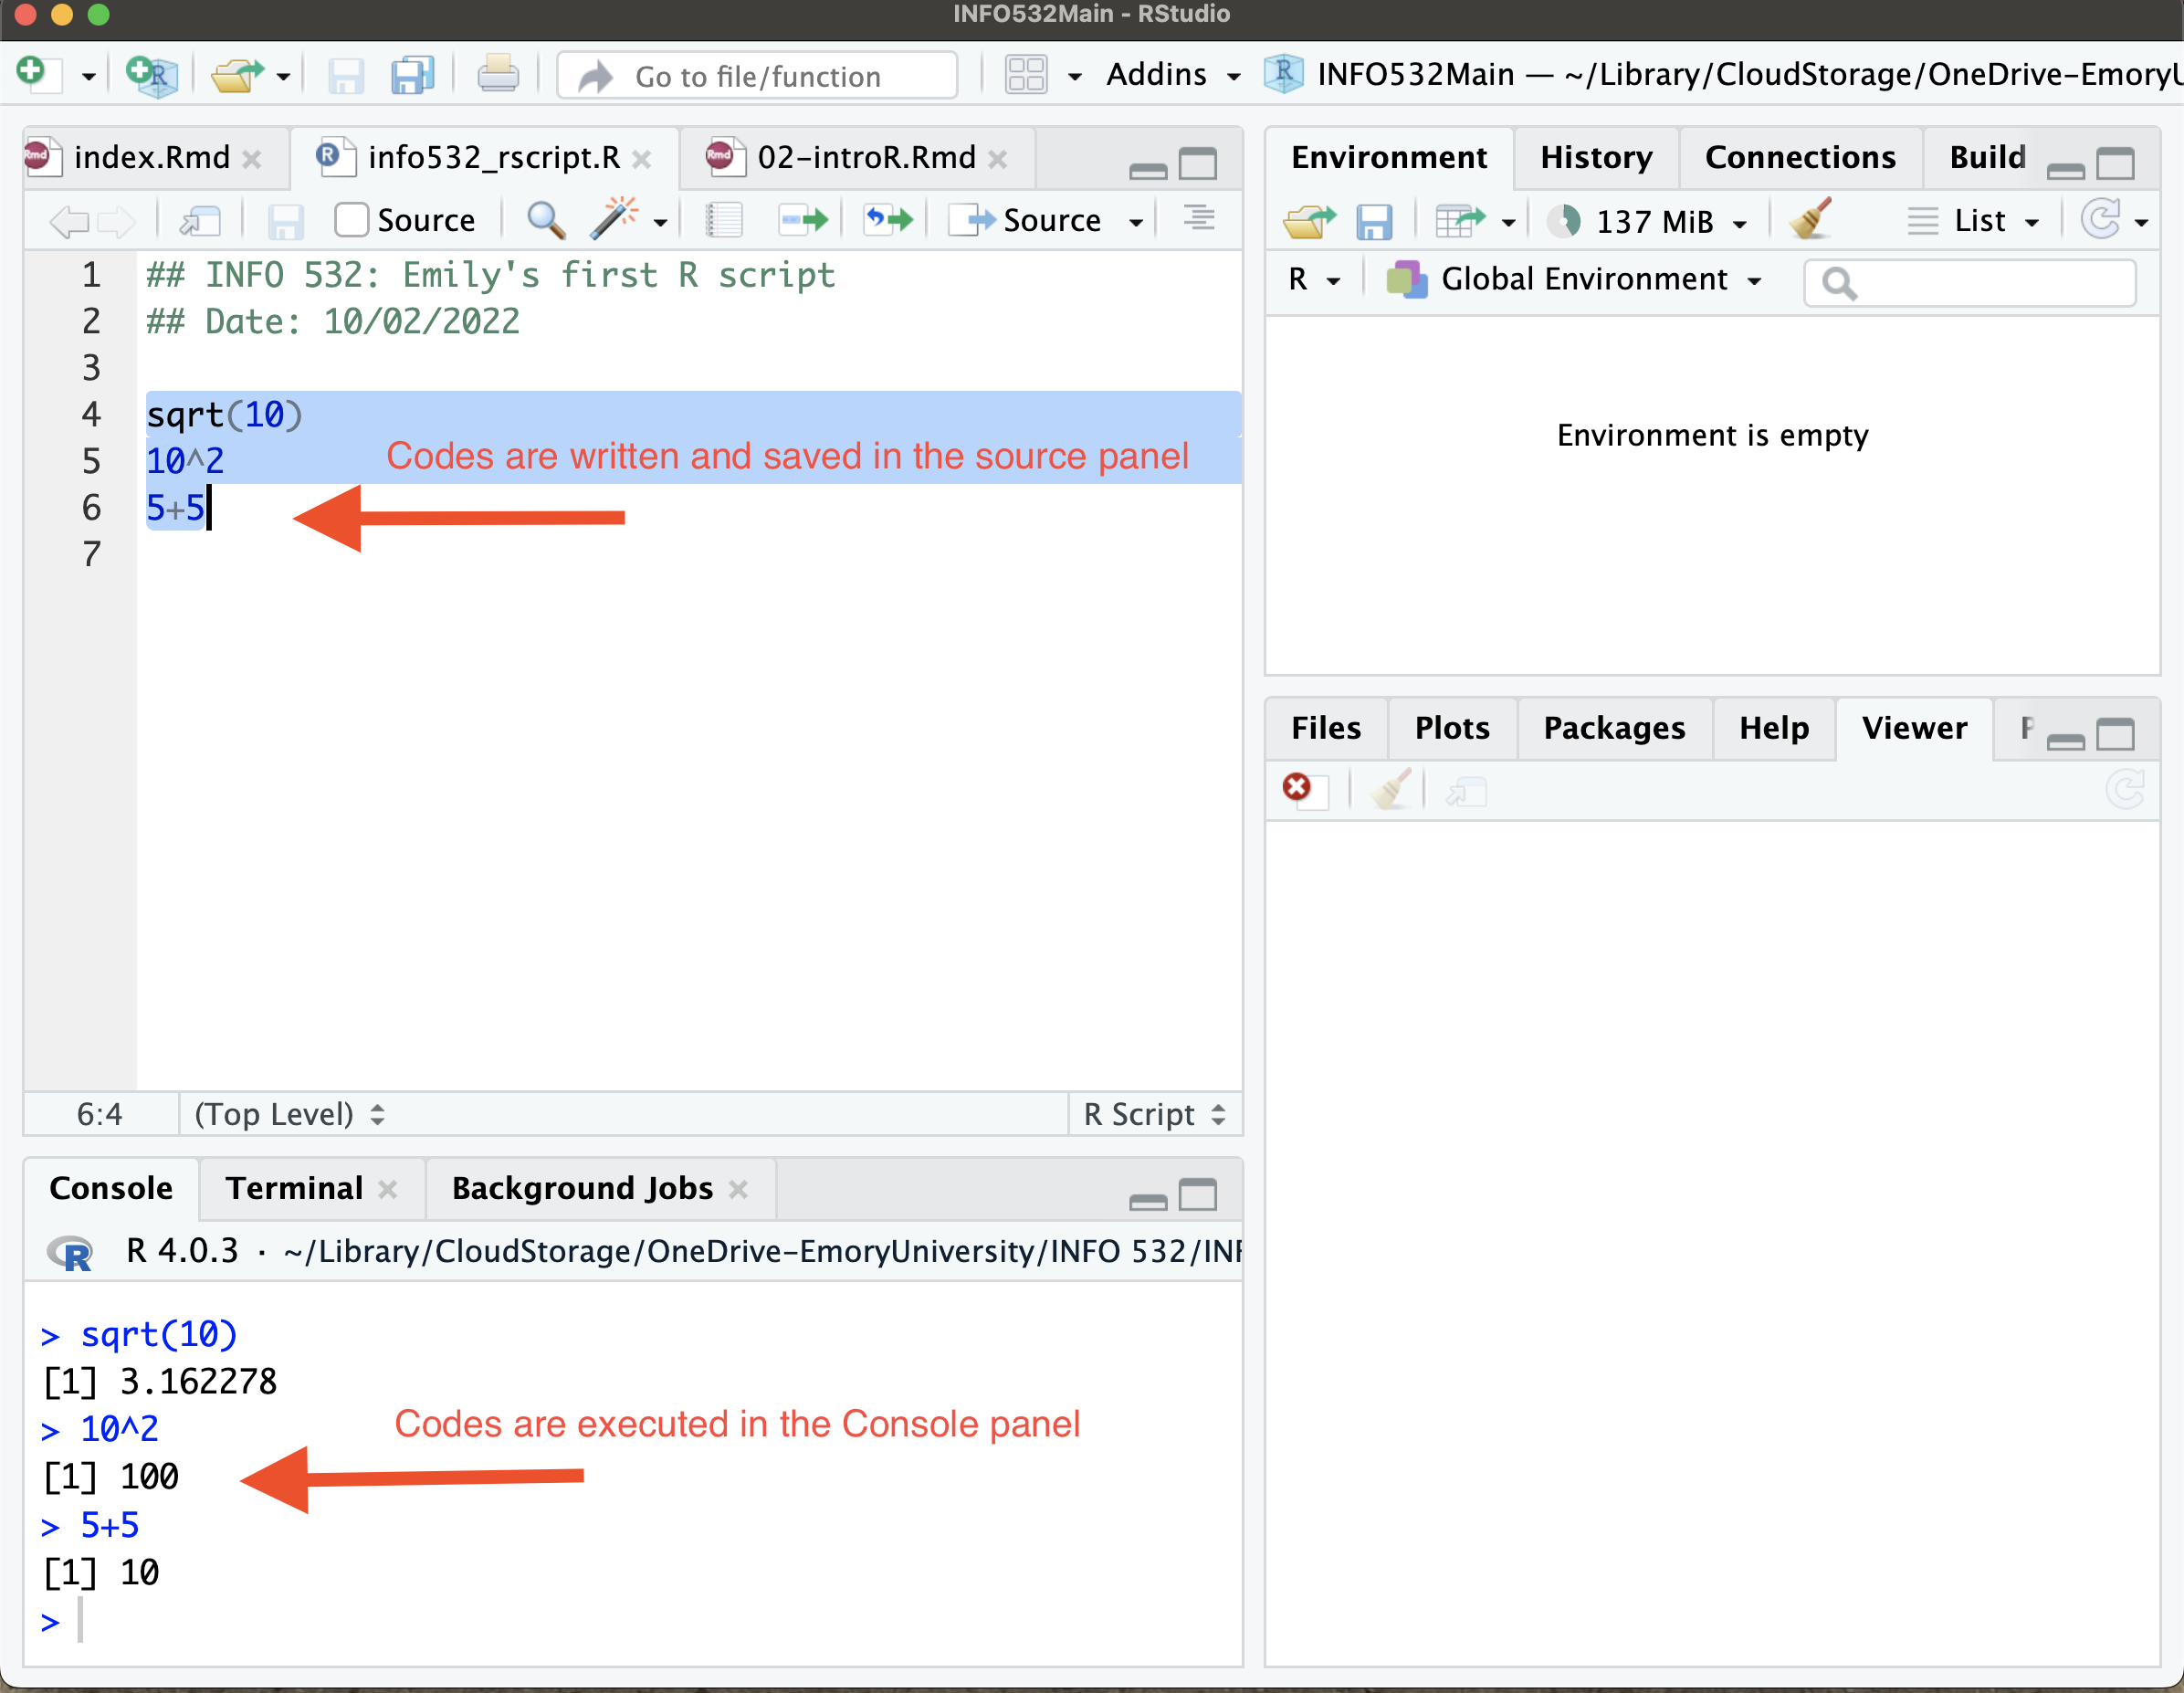 INFO532Main - RStudio
Go to file/function
Addins
INFO532Main — ~/Library/CloudStorage/OneDrive-EmoryU
index.Rmd
info532_rscript.R
02-introR.Rmd
Source
Source
1 ## INFO 532: Emily's first R script
2 ## Date: 10/02/2022
3
4 sqrt(10)
5 10^2
Codes are written and saved in the source panel
6 5+5
7
6:4
(Top Level)
R Script
Console
Terminal
Background Jobs
R 4.0.3 · ~/Library/CloudStorage/OneDrive-EmoryUniversity/INFO 532/INF
> sqrt(10)
[1] 3.162278
> 10^2
Codes are executed in the Console panel
[1] 100
> 5+5
[1] 10
>
Environment
History
Connections
Build
137 MiB
List
R
Global Environment
Environment is empty
Files
Plots
Packages
Help
Viewer
P